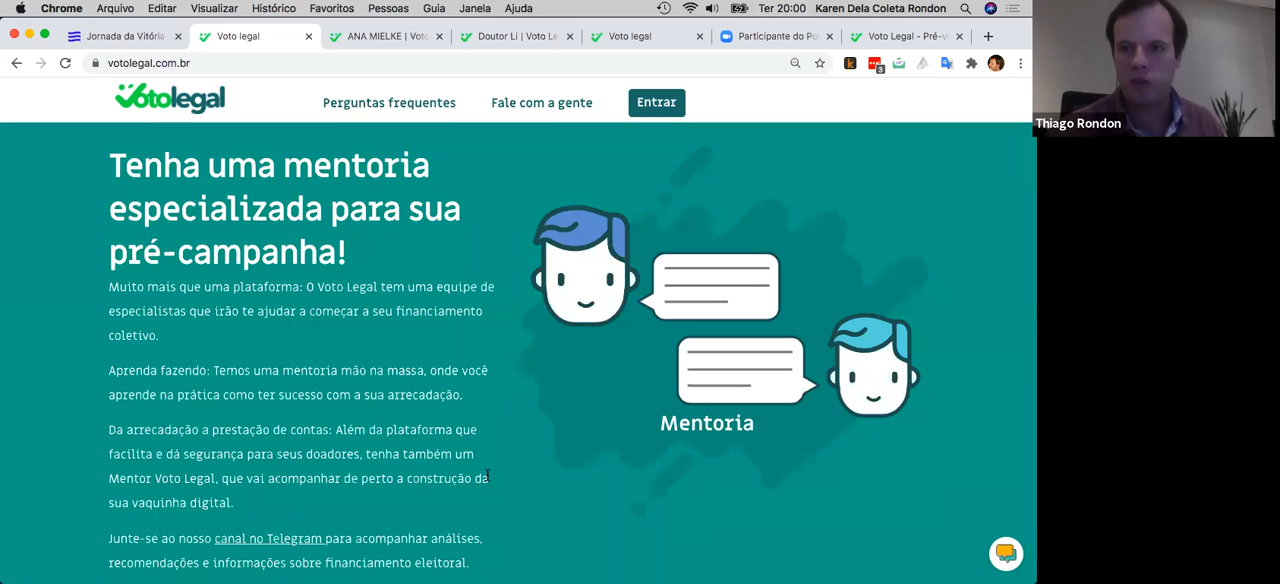 Chrome Arquivo Editar Visualizar Histórico Favoritos Pessoas Guia Janela Ajuda Ter 20:00 Karen Dela Coleta Rondon
Jornada da Vitória
Voto legal
ANA MIELKE | Vot
Doutor Li | Voto Le
Voto legal
Participante do Po
Voto Legal - Pré-v
votolegal.com.br
3
votolegal
Perguntas frequentes
Fale com a gente
Entrar
Thiago Rondon
Tenha uma mentoria
especializada para sua
pré-campanha!
Muito mais que uma plataforma: O Voto Legal tem uma equipe de
especialistas que irão te ajudar a começar a seu financiamento
coletivo.
Aprenda fazendo: Temos uma mentoria mão na massa, onde você
aprende na prática como ter sucesso com a sua arrecadação.
Da arrecadação a prestação de contas: Além da plataforma que
facilita e dá segurança para seus doadores, tenha também um
Mentor Voto Legal, que vai acompanhar de perto a construção da
sua vaquinha digital.
Junte-se ao nosso canal no Telegram para acompanhar análises,
recomendações e informações sobre financiamento eleitoral.
Mentoria